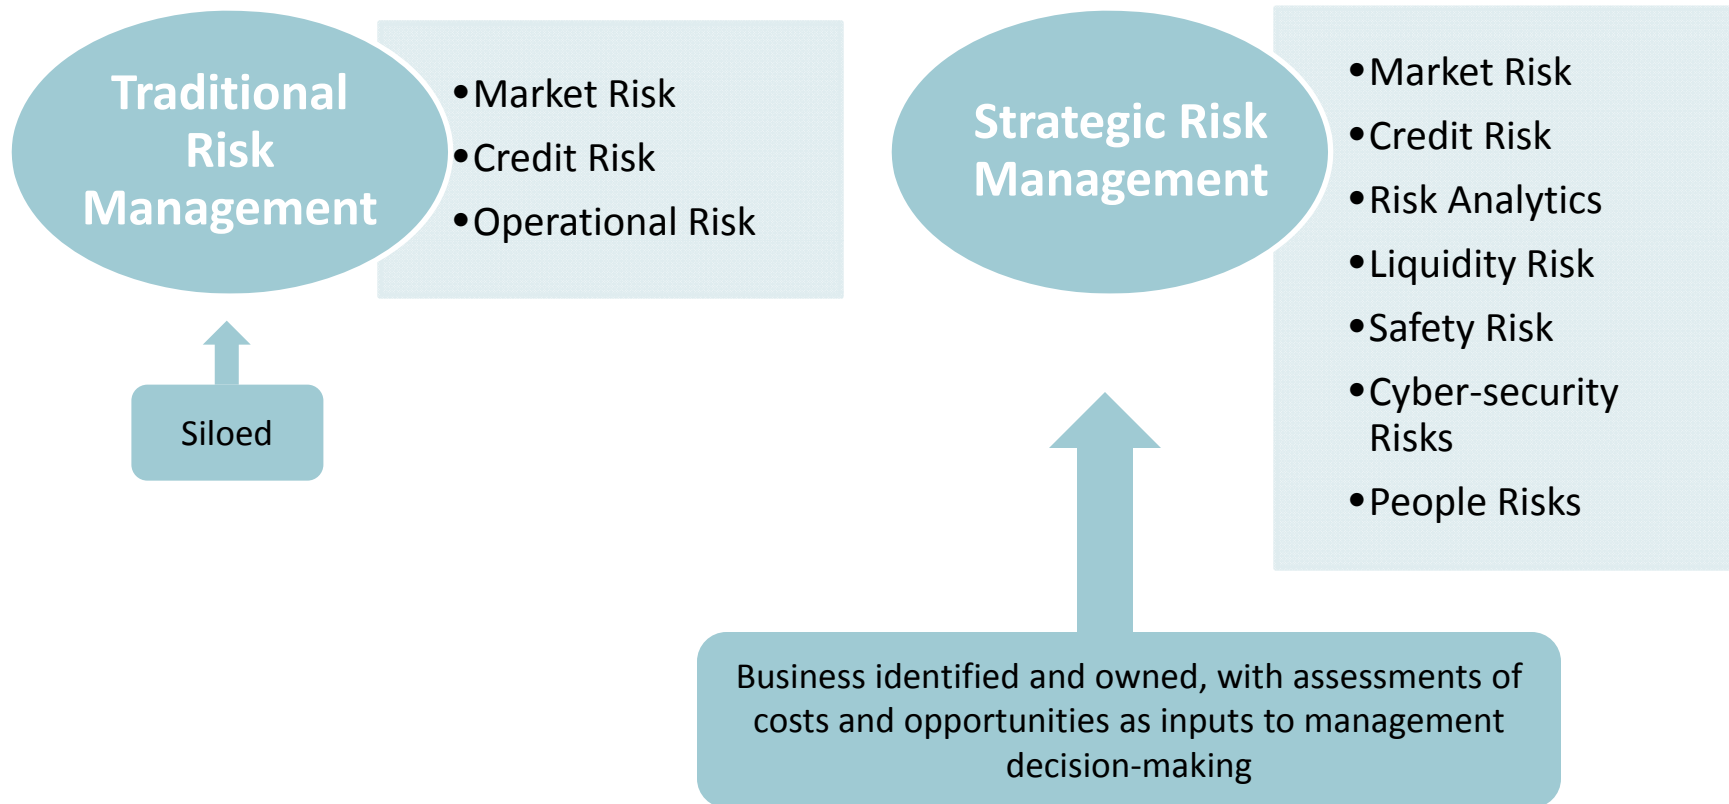 Traditional
Risk
Management
•Market Risk
•Credit Risk
•Operational Risk
Siloed
Strategic Risk
Management
•Market Risk
•Credit Risk
•Risk Analytics
•Liquidity Risk
•Safety Risk
•Cyber-security
Risks
•People Risks
Business identified and owned, with assessments of
costs and opportunities as inputs to management
decision-making